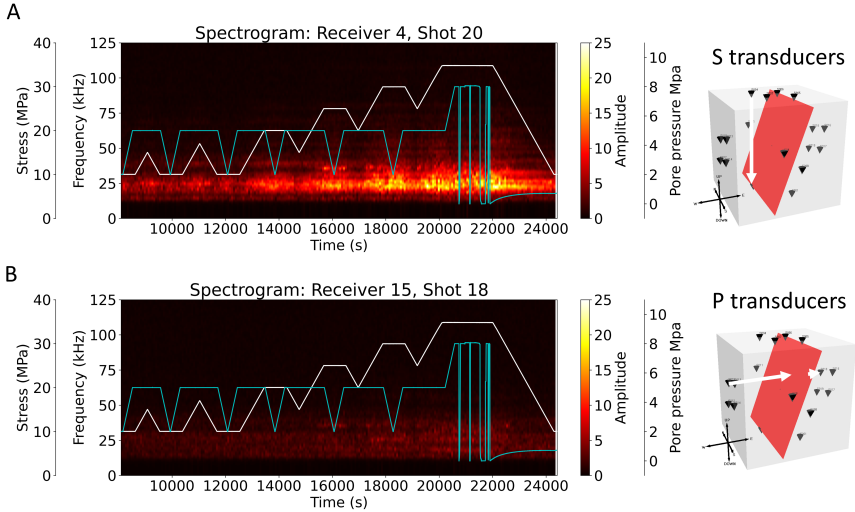 A
Spectrogram: Receiver 4, Shot 20
S transducers
Stress (MPa)
40
30
20
10
0
Frequency (kHz)
125
100
75
50
25
0
10000 12000 14000 16000 18000 20000 22000 24000
Time (s)
25
20
15
10
5
0
Amplitude
Pore pressure Mpa
10
8
6
4
2
0
UP
W
E
DOWN
B
Spectrogram: Receiver 15, Shot 18
P transducers
Stress (MPa)
40
30
20
10
0
Frequency (kHz)
125
100
75
50
25
0
10000 12000 14000 16000 18000 20000 22000 24000
Time (s)
25
20
15
10
5
0
Amplitude
Pore pressure Mpa
10
8
6
4
2
0
W
E
DOWN